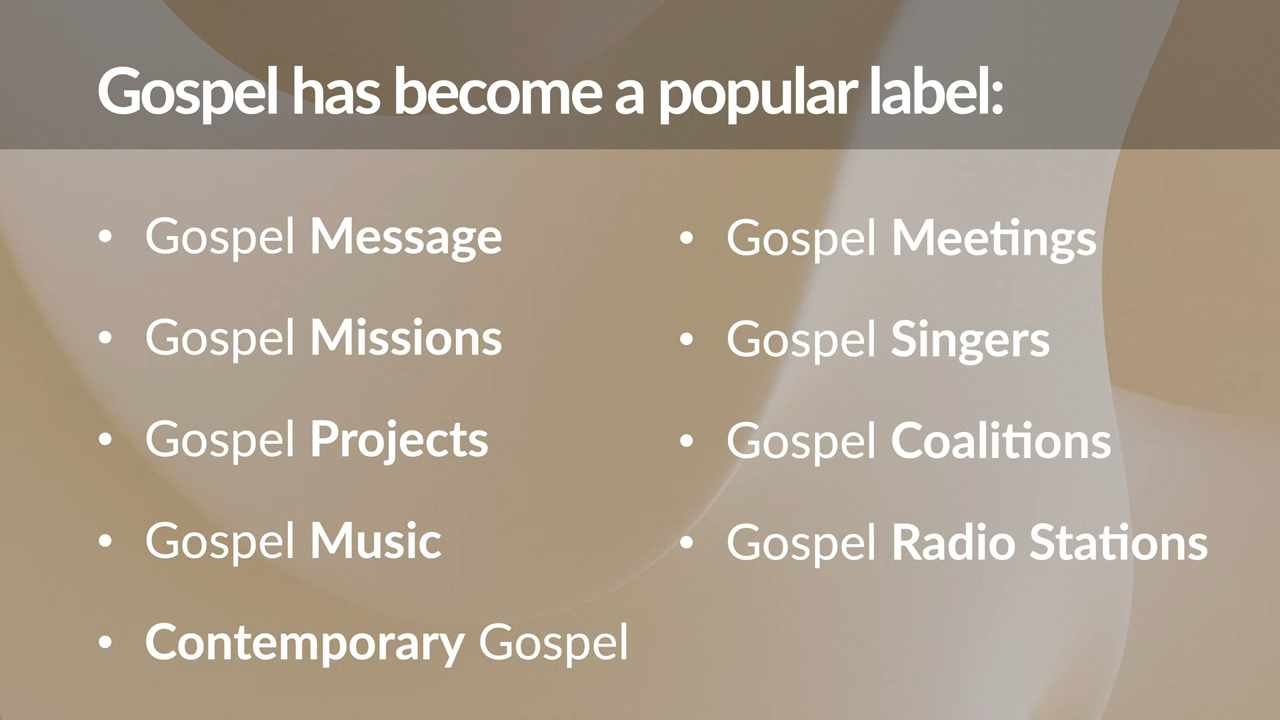 Gospel has become a popular label:
• Gospel Message
• Gospel Missions
• Gospel Projects
• Gospel Music
• Contemporary Gospel
• Gospel Meetings
• Gospel Singers
• Gospel Coalitions
• Gospel Radio Stations